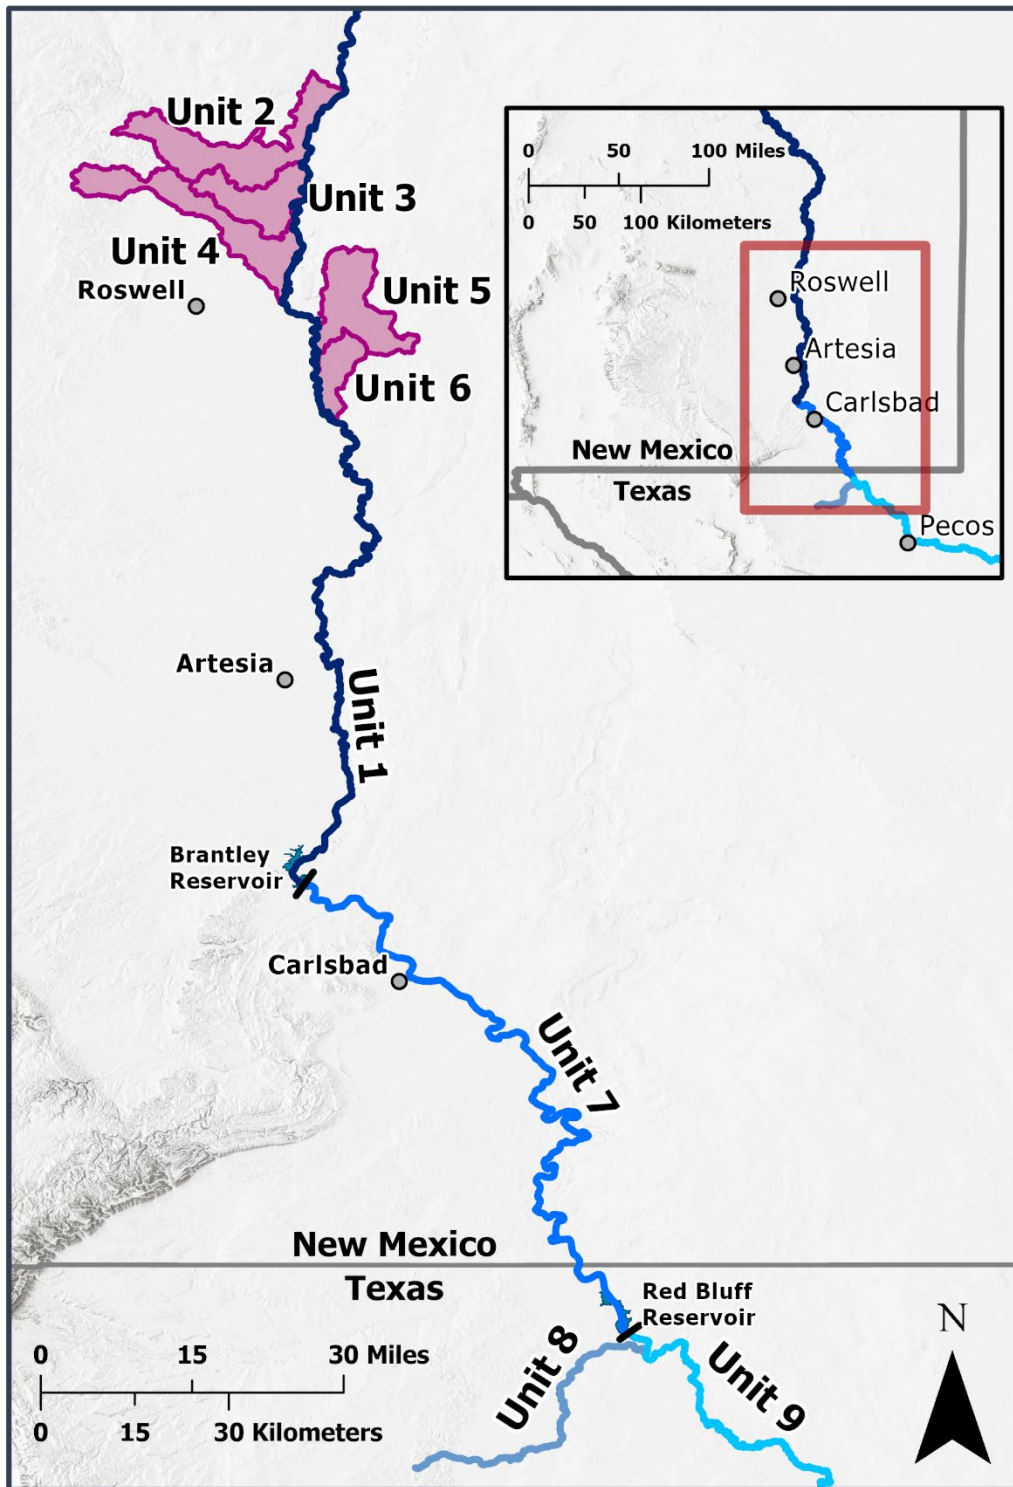 Unit 2
Unit 3
Unit 4
Roswell
Unit 5
Unit 6
0 50 100 Miles
0 50 100 Kilometers
Roswell
Artesia
Carlsbad
New Mexico
Texas
Pecos
Artesia
Unit 1
Brantley
Reservoir
Carlsbad
Unit 7
New Mexico
Texas
Red Bluff
Reservoir
Unit 8
Unit 9
0 15 30 Miles
0 15 30 Kilometers
N